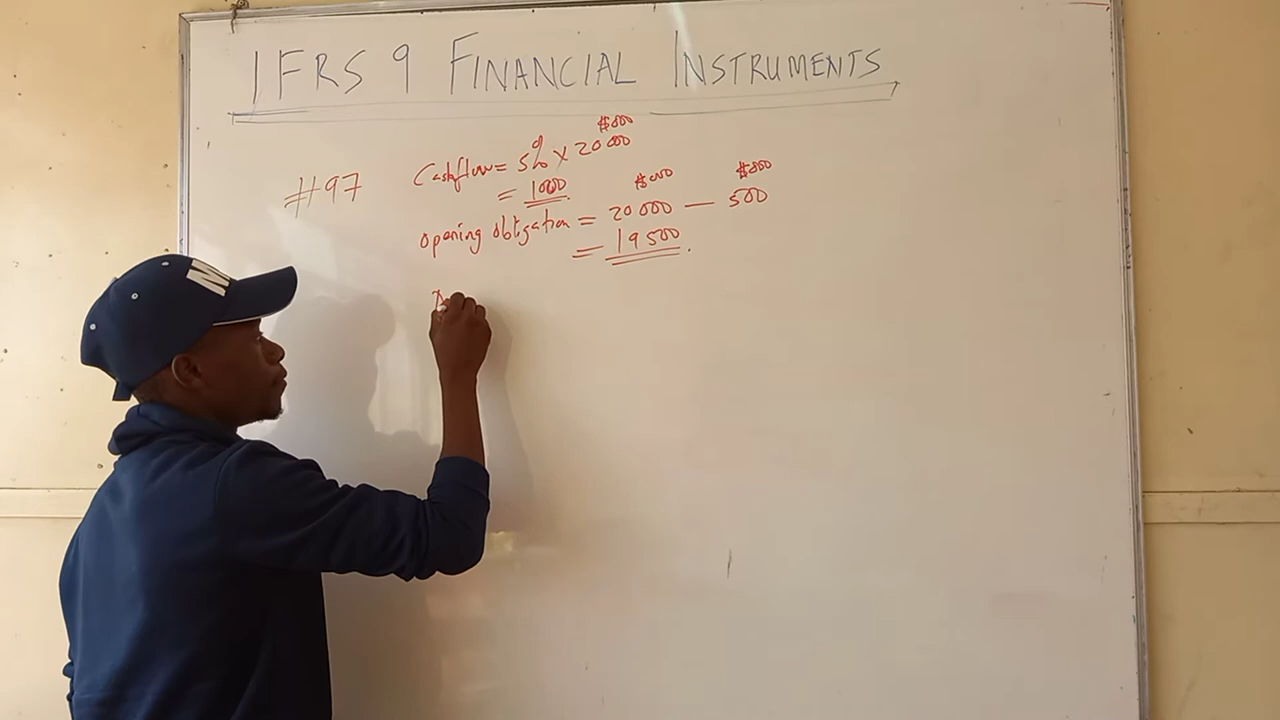 IFRS 9 FINANCIAL INSTRUMENTS
#97
$000
Cashflow = 5% x 20 000
= 1000
$000 $000
Opening obligation = 20 000 — 500
= 19 500.